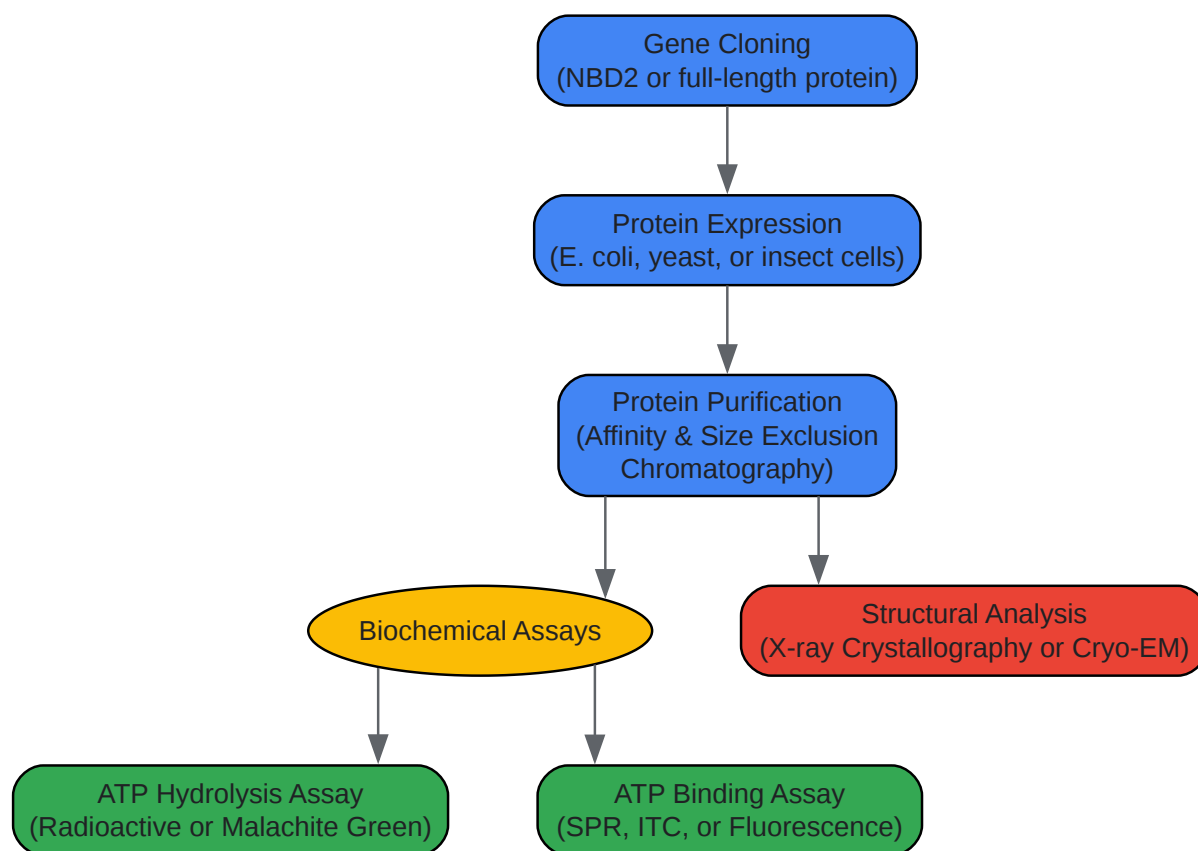 Gene Cloning
(NBD2 or full-length protein)
Protein Expression
(E. coli, yeast, or insect cells)
Protein Purification
(Affinity & Size Exclusion
Chromatography)
Biochemical Assays
Structural Analysis
(X-ray Crystallography or Cryo-EM)
ATP Hydrolysis Assay
(Radioactive or Malachite Green)
ATP Binding Assay
(SPR, ITC, or Fluorescence)